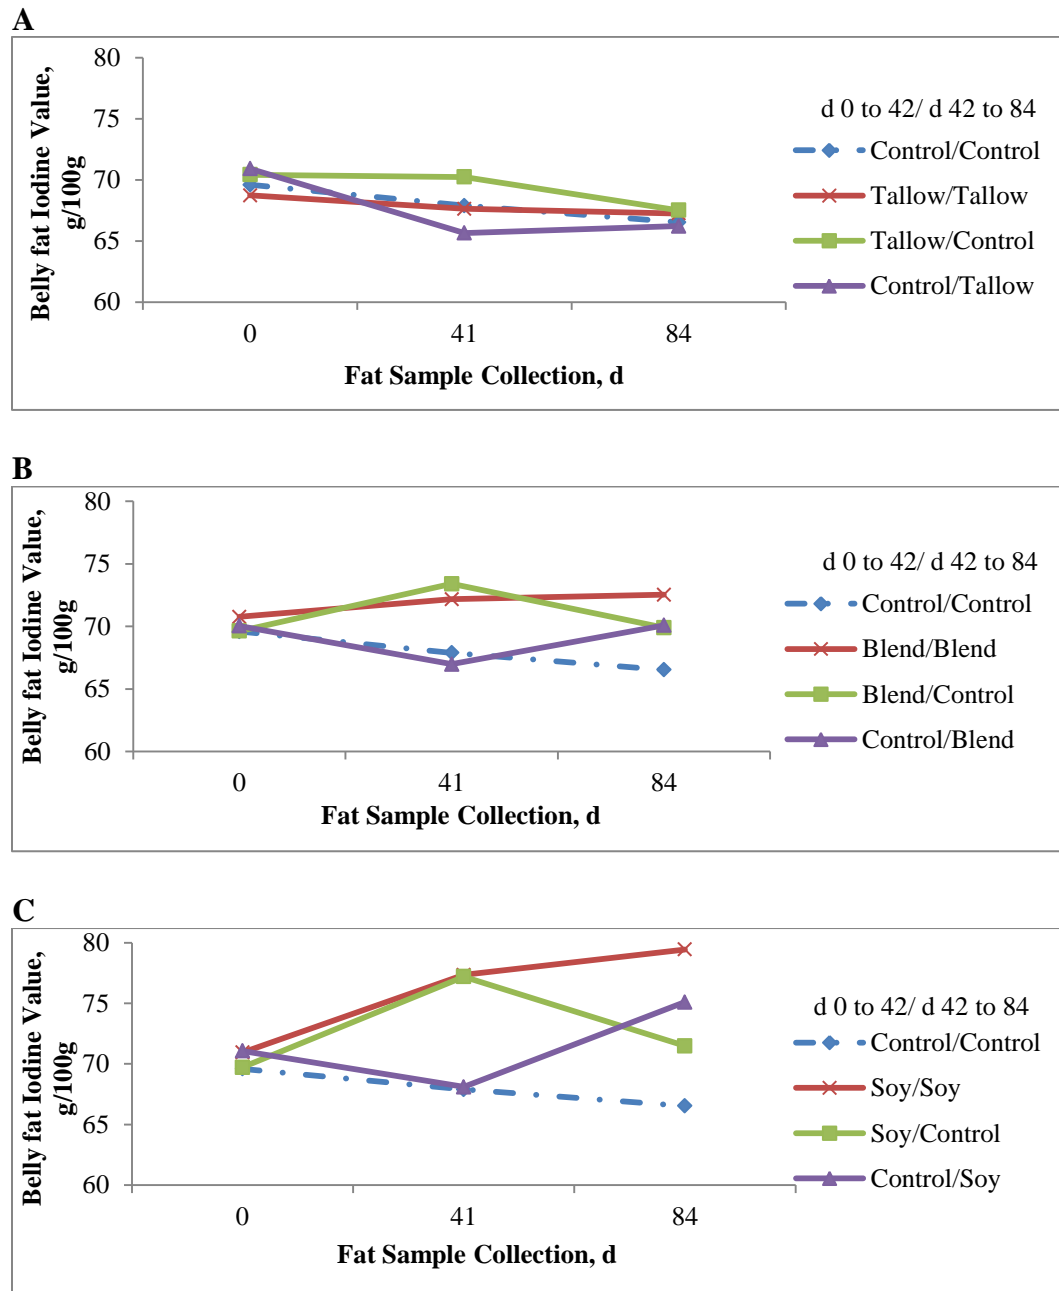 A
Belly fat Iodine Value,
g/100g
80
75
70
65
60
0 41 84
Fat Sample Collection, d
d 0 to 42/ d 42 to 84
Control/Control
Tallow/Tallow
Tallow/Control
Control/Tallow
B
Belly fat Iodine Value,
g/100g
80
75
70
65
60
0 41 84
Fat Sample Collection, d
d 0 to 42/ d 42 to 84
Control/Control
Blend/Blend
Blend/Control
Control/Blend
C
Belly fat Iodine Value,
g/100g
80
75
70
65
60
0 41 84
Fat Sample Collection, d
d 0 to 42/ d 42 to 84
Control/Control
Soy/Soy
Soy/Control
Control/Soy